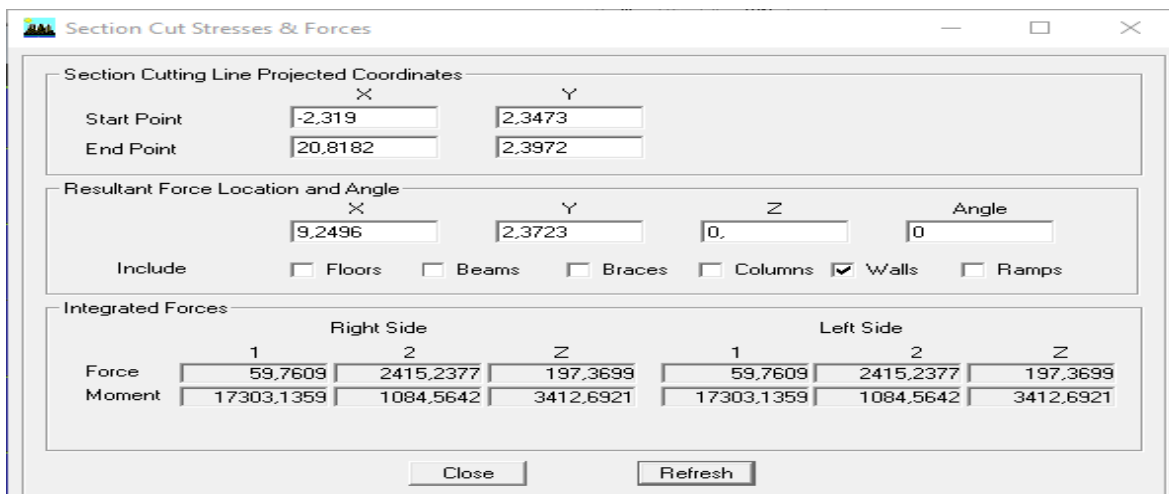 Section Cut Stresses & Forces
Section Cutting Line Projected Coordinates
X Y
Start Point -2,319 2,3473
End Point 20,8182 2,3972
Resultant Force Location and Angle
X Y Z Angle
9,2496 2,3723 0, 0
Include Floors Beams Braces Columns Walls Ramps
Integrated Forces
Right Side Left Side
1 2 Z 1 2 Z
Force 59,7609 2415,2377 197,3699 59,7609 2415,2377 197,3699
Moment 17303,1359 1084,5642 3412,6921 17303,1359 1084,5642 3412,6921
Close Refresh